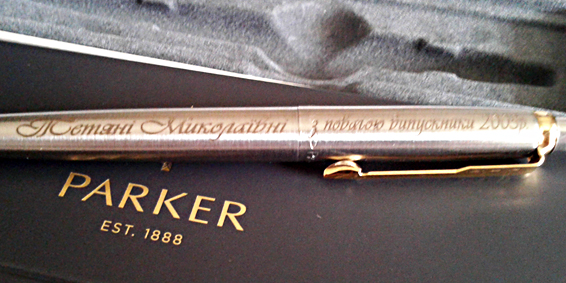 Тетяні Миколаївні з повагою випускники 2005р.
PARKER
EST. 1888